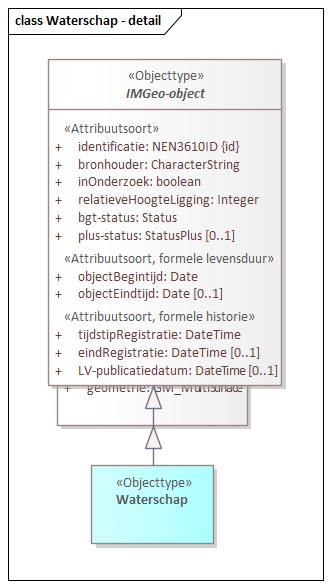 class Waterschap - detail
«Objecttype»
IMGeo-object
«Attribuutsoort»
+ identificatie: NEN3610ID {id}
+ bronhouder: CharacterString
+ inOnderzoek: boolean
+ relatieveHoogteLigging: Integer
+ bgt-status: Status
+ plus-status: StatusPlus [0..1]
«Attribuutsoort, formele levensduur»
+ objectBegintijd: Date
+ objectEindtijd: Date [0..1]
«Attribuutsoort, formele historie»
+ tijdstipRegistratie: DateTime
+ eindRegistratie: DateTime [0..1]
+ LV-publicatiedatum: DateTime [0..1]
+ geometrie: GM_MultiSurface
«Objecttype»
Waterschap